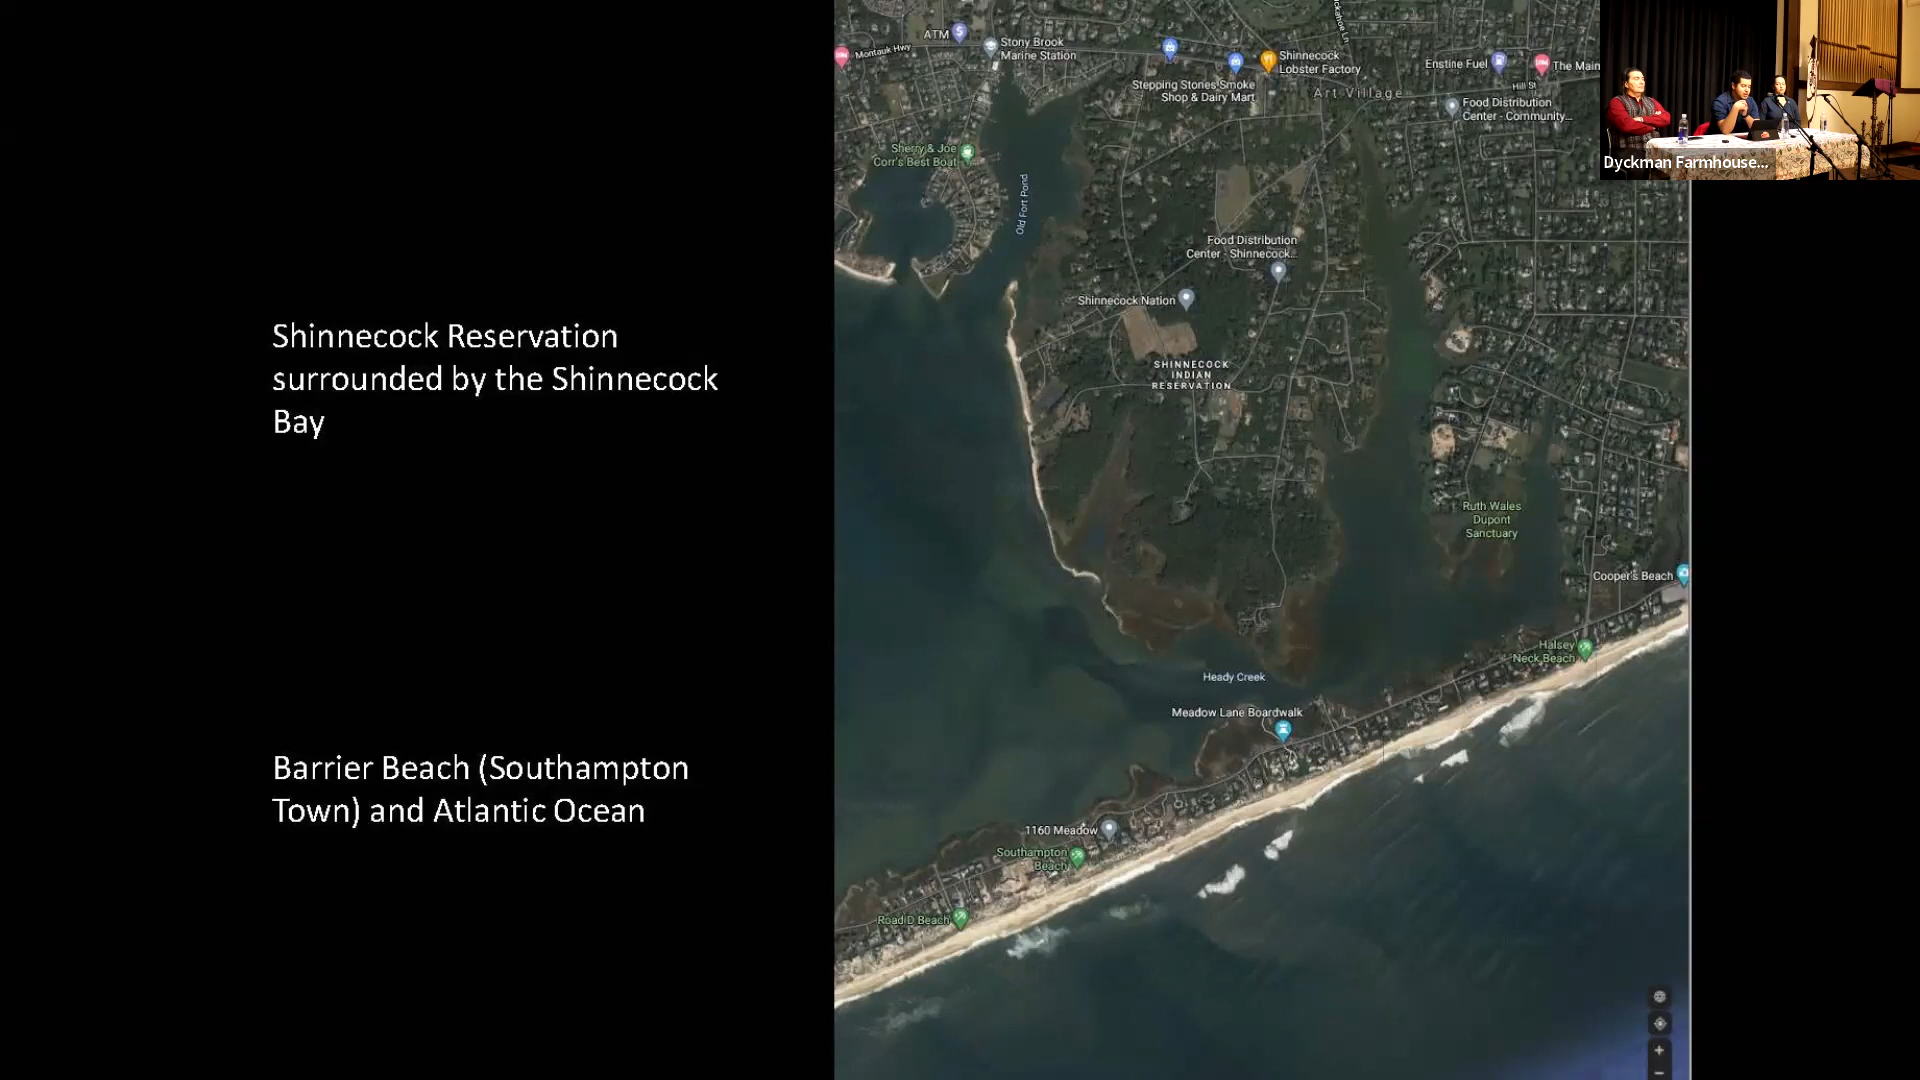 Shinnecock Reservation
surrounded by the Shinnecock
Bay
Barrier Beach (Southampton
Town) and Atlantic Ocean
ATM
Montauk Hwy
Stony Brook
Marine Station
Stepping Stones Smoke
Shop & Dairy Mart
Shinnecock
Lobster Factory
Art Village
Enstine Fuel
The Main
Hill St
Food Distribution
Center - Community...
Sherry & Joe
Corr's Best Boat
Old Fort Pond
Food Distribution
Center - Shinnecock...
Shinnecock Nation
SHINNECOCK
INDIAN
RESERVATION
Ruth Wales
Dupont
Sanctuary
Cooper's Beach
Halsey
Neck Beach
Heady Creek
Meadow Lane Boardwalk
1160 Meadow
Southampton
Beach
Road D Beach
Dyckman Farmhouse...